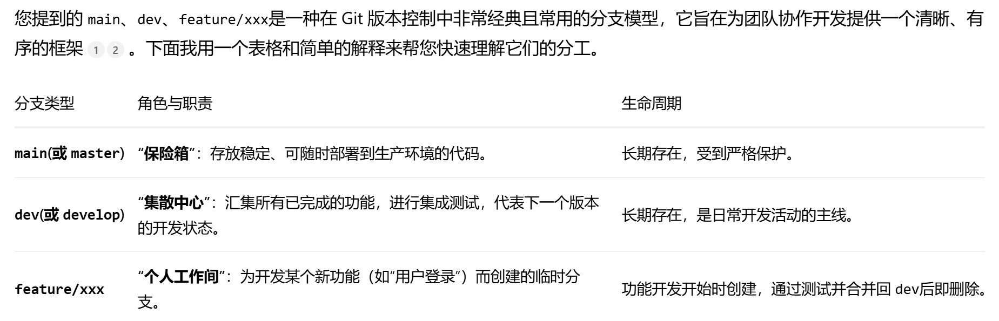 您提到的 main、dev、feature/xxx是一种在 Git 版本控制中非常经典且常用的分支模型，它旨在为团队协作开发提供一个清晰、有
序的框架 1 2 。下面我用一个表格和简单的解释来帮您快速理解它们的分工。
分支类型 角色与职责 生命周期
main(或 master) “保险箱”：存放稳定、可随时部署到生产环境的代码。 长期存在，受到严格保护。
dev(或 develop) “集散中心”：汇集所有已完成的功能，进行集成测试，代表下一个版本
的开发状态。 长期存在，是日常开发活动的主线。
feature/xxx “个人工作间”：为开发某个新功能（如“用户登录”）而创建的临时分
支。 功能开发开始时创建，通过测试并合并回 dev后即删除。